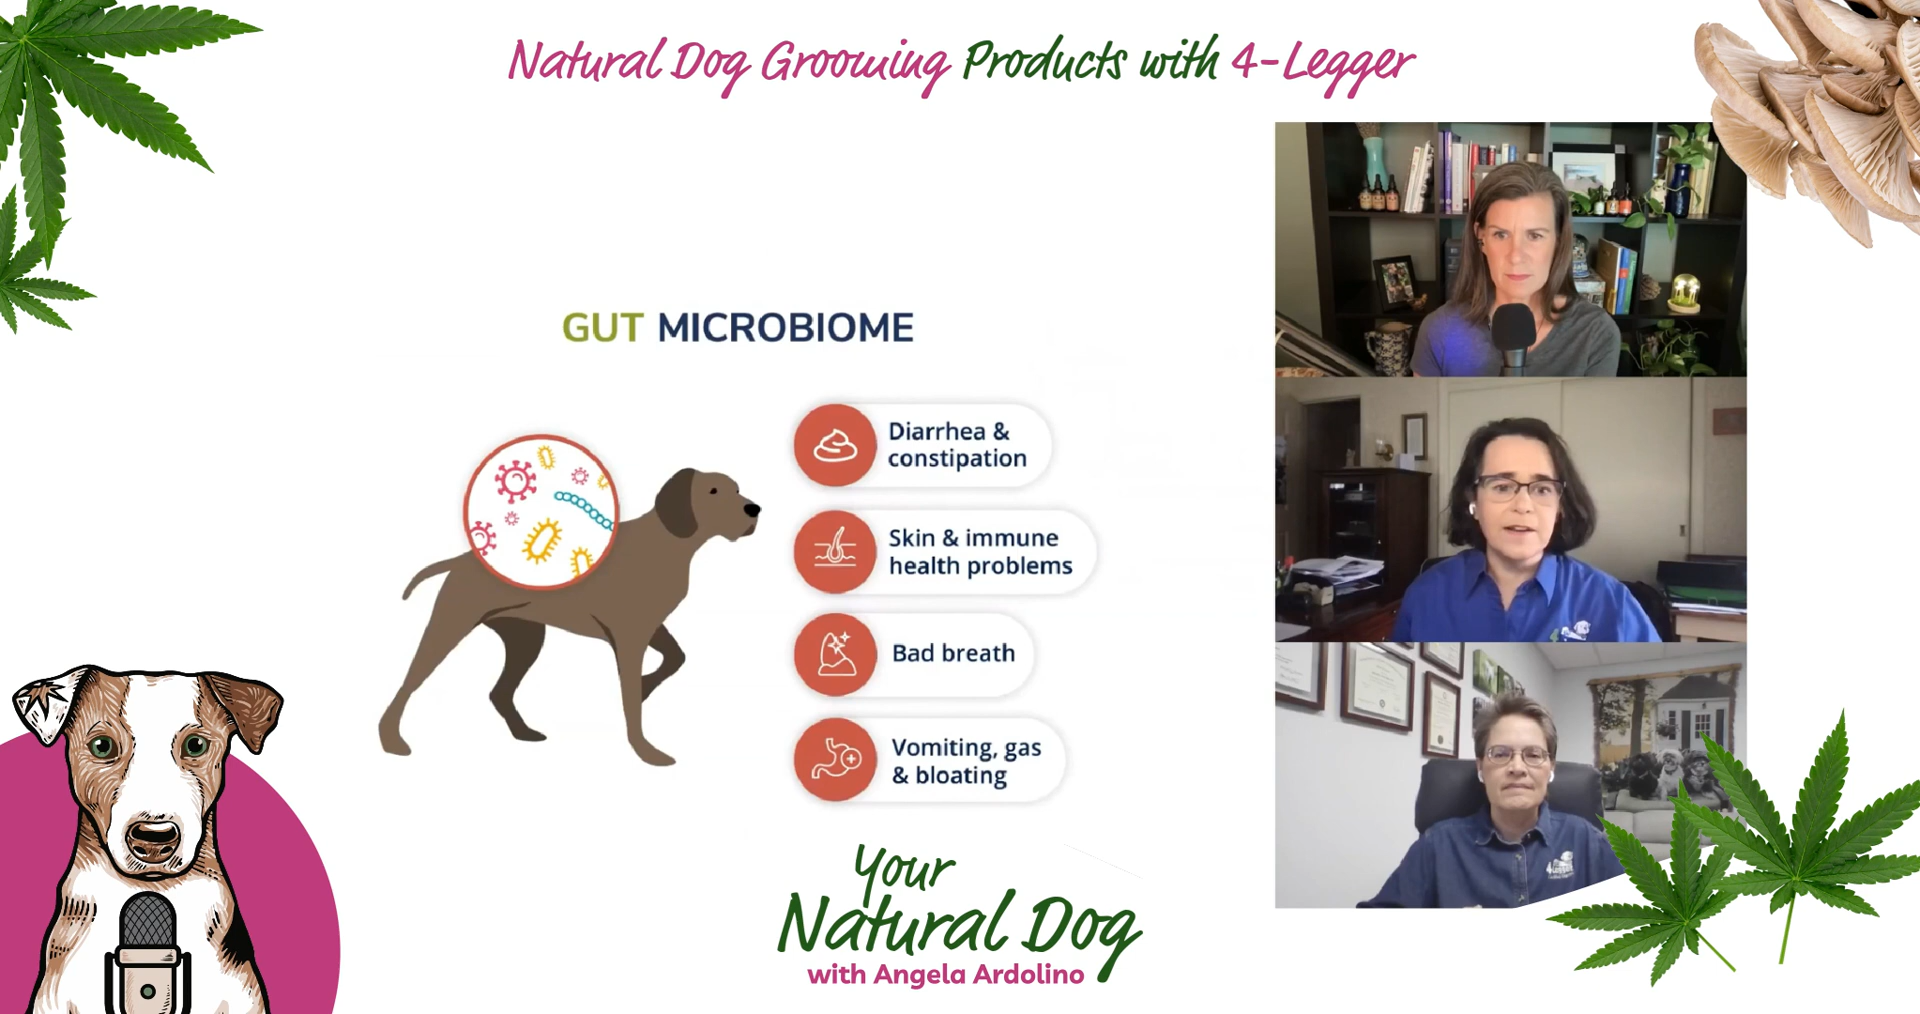 Natural Dog Grooming Products with 4-Legger
GUT MICROBIOME
Diarrhea &
constipation
Skin & immune
health problems
Bad breath
Vomiting, gas
& bloating
Your
Natural Dog
with Angela Ardolino